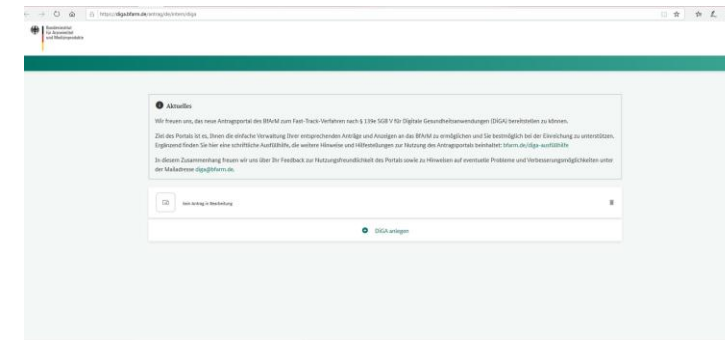 https://diga.bfarm.de/antrag/de/intern/diga
Bundesinstitut
für Arzneimittel
und Medizinprodukte
Aktuelles
Wir freuen uns, das neue Antragsportal des BfArM zum Fast-Track-Verfahren nach § 139e SGB V für Digitale Gesundheitsanwendungen (DiGA) bereitstellen zu können.
Ziel des Portals ist es, Ihnen die einfache Verwaltung Ihrer entsprechenden Anträge und Anzeigen an das BfArM zu ermöglichen und Sie bestmöglich bei der Einreichung zu unterstützen.
Ergänzend finden Sie hier eine schriftliche Ausfüllhilfe, die weitere Hinweise und Hilfestellungen zur Nutzung des Antragsportals beinhaltet: bfarm.de/diga-ausfüllhilfe
In diesem Zusammenhang freuen wir uns über Ihr Feedback zur Nutzungsfreundlichkeit des Portals sowie zu Hinweisen auf eventuelle Probleme und Verbesserungsmöglichkeiten unter
der Mailadresse diga@bfarm.de.
kein Antrag in Bearbeitung
DiGA anlegen